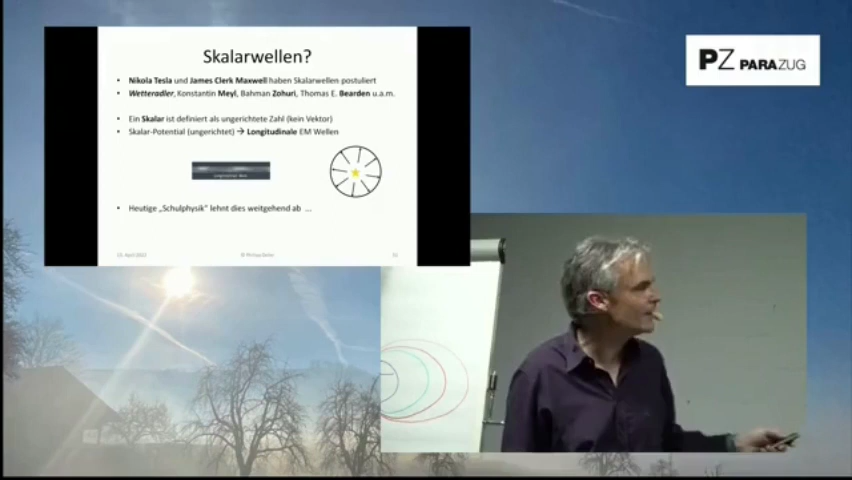 Skalarwellen?
• Nikola Tesla und James Clerk Maxwell haben Skalarwellen postuliert
• Wetteradler, Konstantin Meyl, Bahman Zohuri, Thomas E. Bearden u.a.m.
• Ein Skalar ist definiert als ungerichtete Zahl (kein Vektor)
• Skalar-Potential (ungerichtet) → Longitudinale EM Wellen
• Heutige „Schulphysik“ lehnt dies weitgehend ab ...
PZ PARAZUG